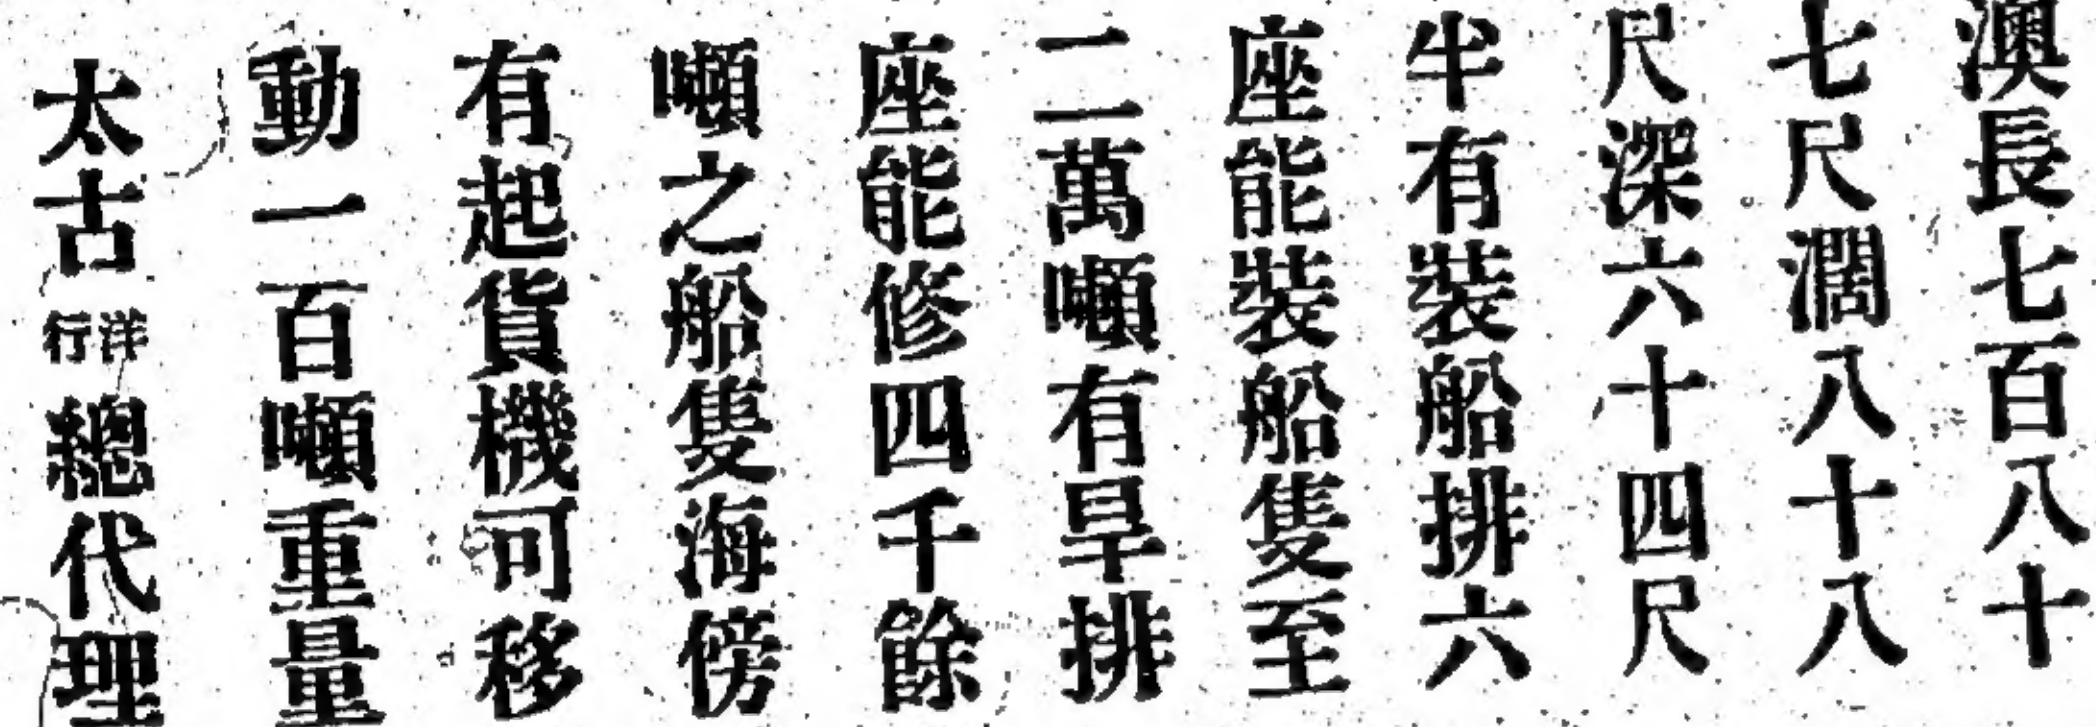 澳長七百八十
七尺濶八十八
尺深六十四尺
半有裝船排六
座能裝船隻至
二萬噸有旱排
座能修四千餘
噸之船隻海傍
有起貨機可移
動一百噸重量
太古洋行總代理